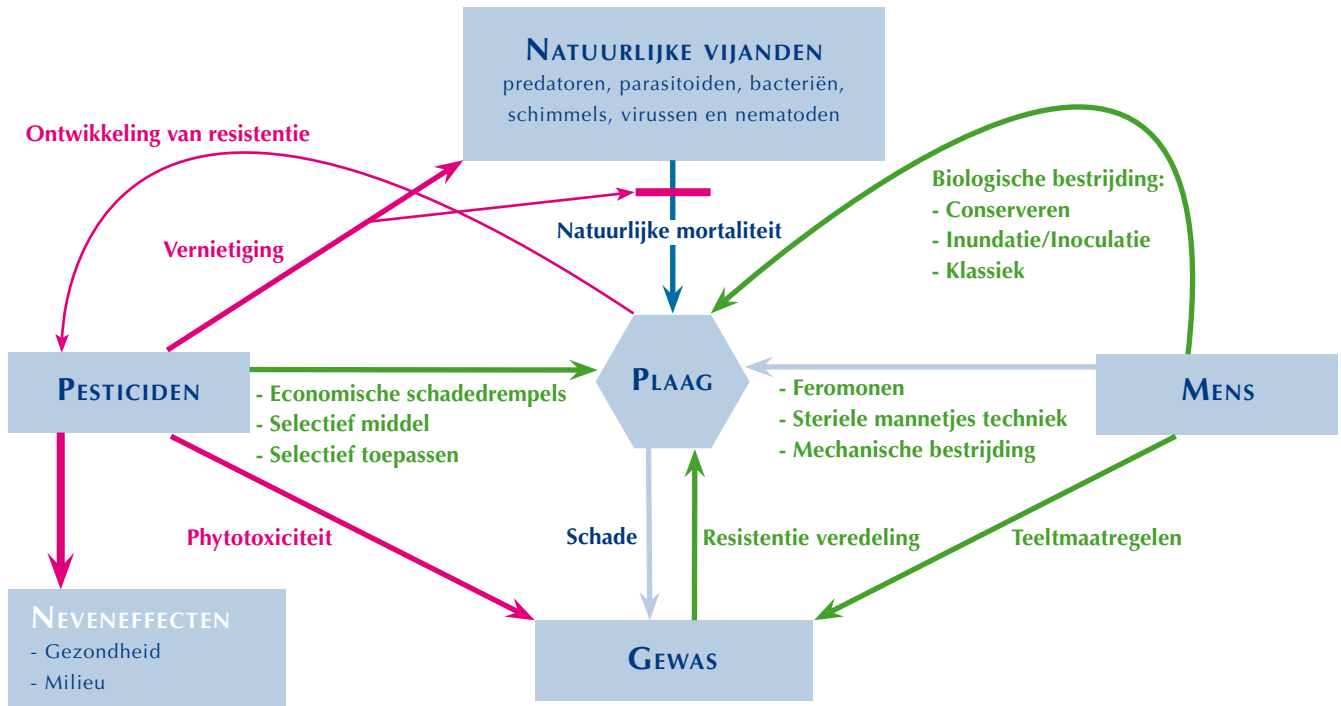 NATUURLIJKE VIJANDEN
predatoren, parasitoiden, bacteriën,
schimmels, virussen en nematoden
Ontwikkeling van resistentie
Vernietiging
Natuurlijke mortaliteit
Biologische bestrijding:
- Conserveren
- Inundatie/Inoculatie
- Klassiek
PESTICIDEN
- Economische schadedrempels
- Selectief middel
- Selectief toepassen
PLAAG
- Feromonen
- Steriele mannetjes techniek
- Mechanische bestrijding
MENS
Phytotoxiciteit
Schade
Resistentie veredeling
Teeltmaatregelen
NEVENEFFECTEN
- Gezondheid
- Milieu
GEWAS